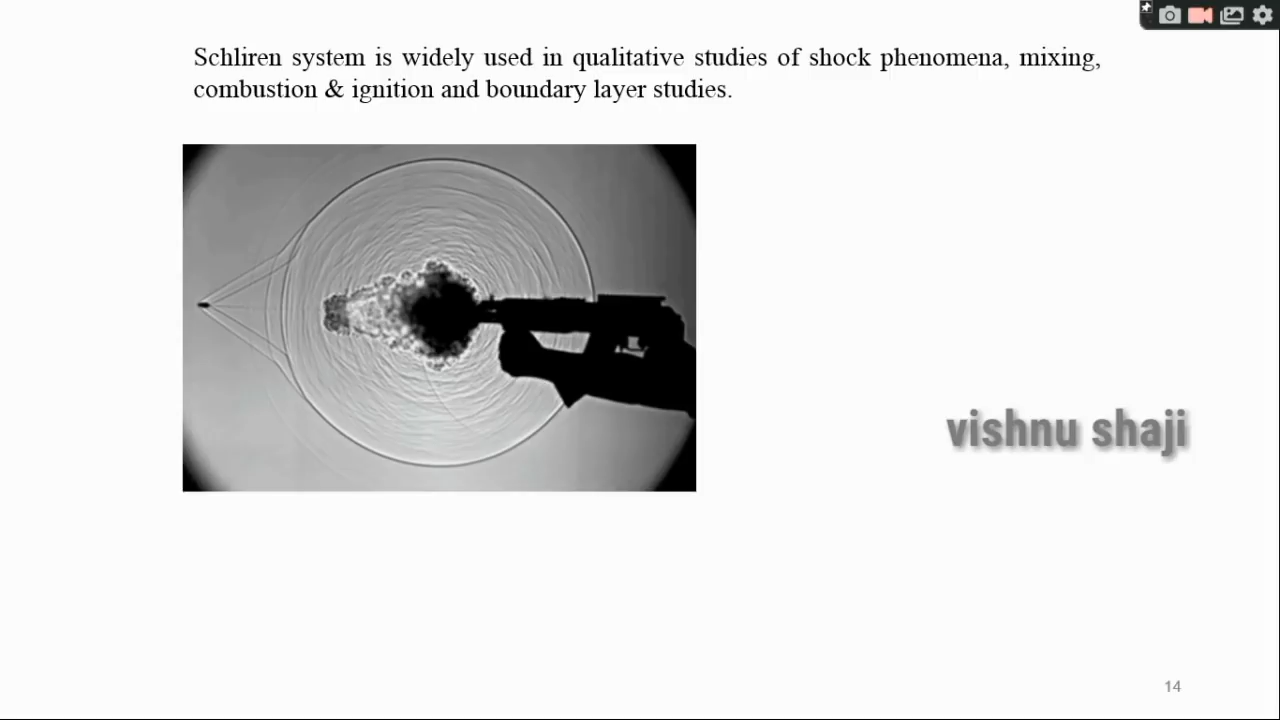 Schliren system is widely used in qualitative studies of shock phenomena, mixing,
combustion & ignition and boundary layer studies.
vishnu shaji
14